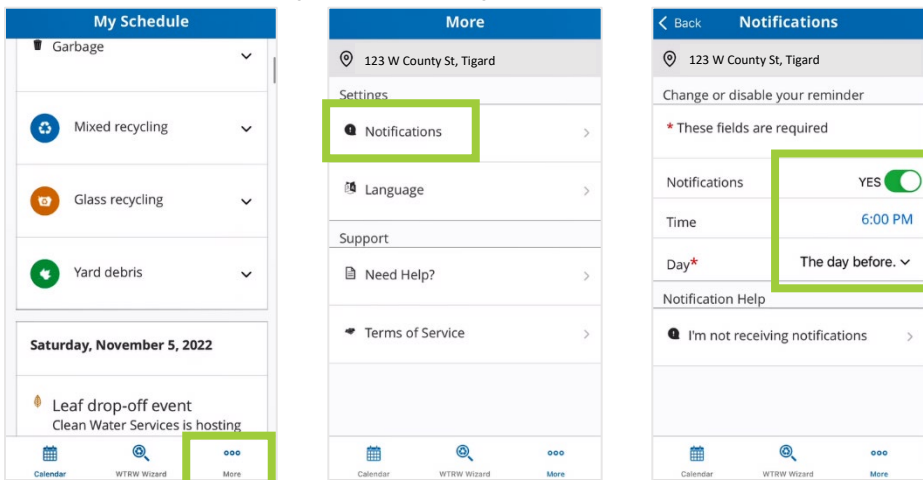 My Schedule
Garbage
Mixed recycling
Glass recycling
Yard debris
Saturday, November 5, 2022
Leaf drop-off event
Clean Water Services is hosting
Calendar
WTRW Wizard
More
More
123 W County St, Tigard
Settings
Notifications
Language
Support
Need Help?
Terms of Service
Calendar
WTRW Wizard
More
Back Notifications
123 W County St, Tigard
Change or disable your reminder
* These fields are required
Notifications YES
Time 6:00 PM
Day* The day before.
Notification Help
I'm not receiving notifications
Calendar
WTRW Wizard
More